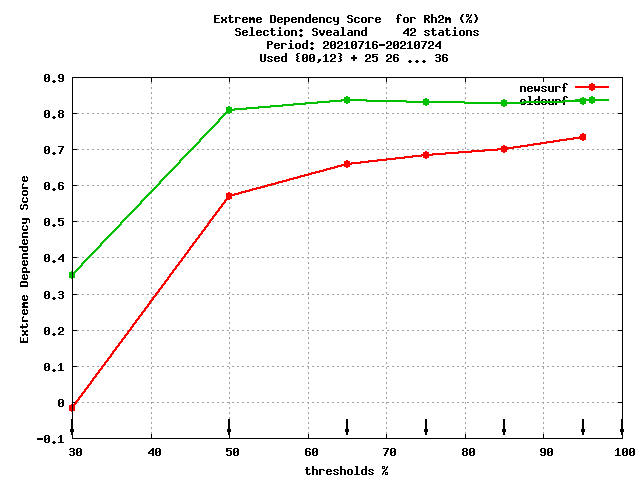 Extreme Dependency Score  for Rh2m (%)
Selection: Svealand     42 stations
Period: 20210716-20210724
Used {00,12} + 25 26 ... 36
newsurf
oldsurf
0.9
0.8
0.7
0.6
0.5
0.4
0.3
0.2
0.1
0
-0.1
Extreme Dependency Score
30 40 50 60 70 80 90 100
thresholds %